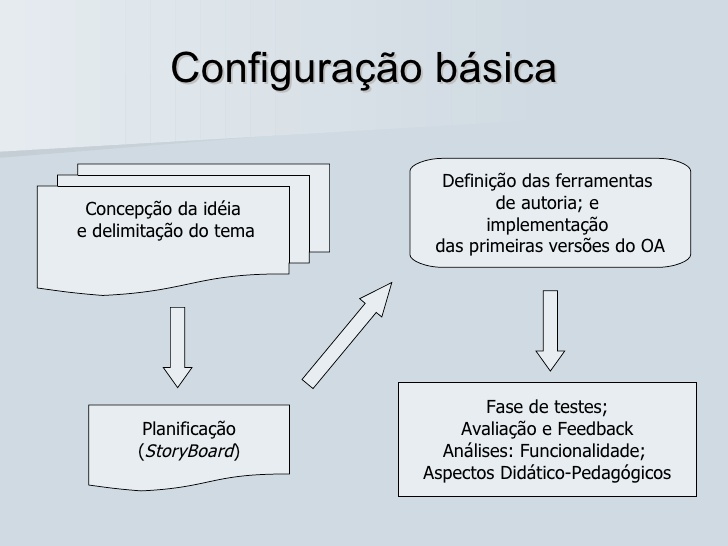 Configuração básica
Concepção da idéia
e delimitação do tema
Planificação
(StoryBoard)
Definição das ferramentas
de autoria; e
implementação
das primeiras versões do OA
Fase de testes;
Avaliação e Feedback
Análises: Funcionalidade;
Aspectos Didático-Pedagógicos